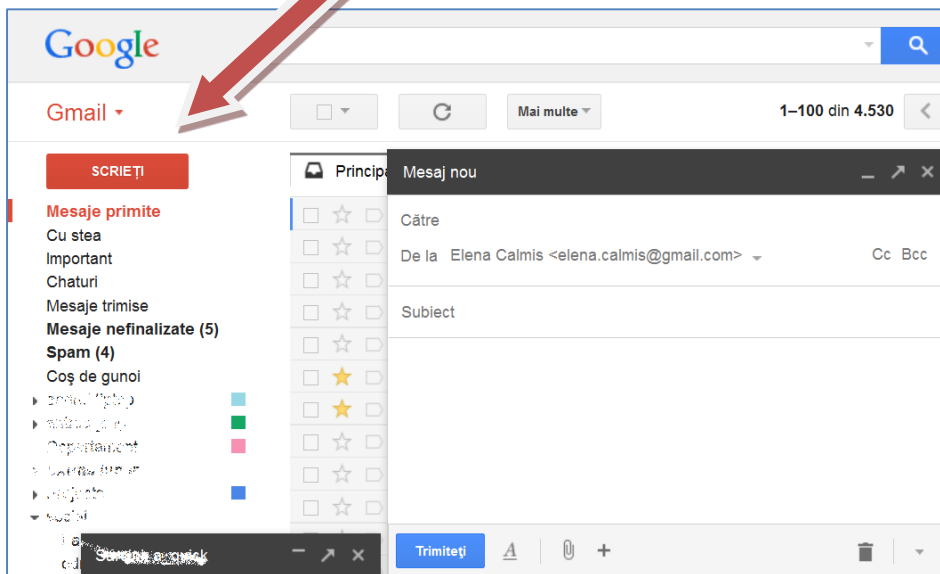 Google
Gmail
Mai multe
1–100 din 4.530
SCRIEȚI
Mesaje primite
Cu stea
Important
Chaturi
Mesaje trimise
Mesaje nefinalizate (5)
Spam (4)
Coș de gunoi
Departament
Principa
Mesaj nou
Către
De la Elena Calmis <elena.calmis@gmail.com>
Cc Bcc
Subiect
Trimiteți
A